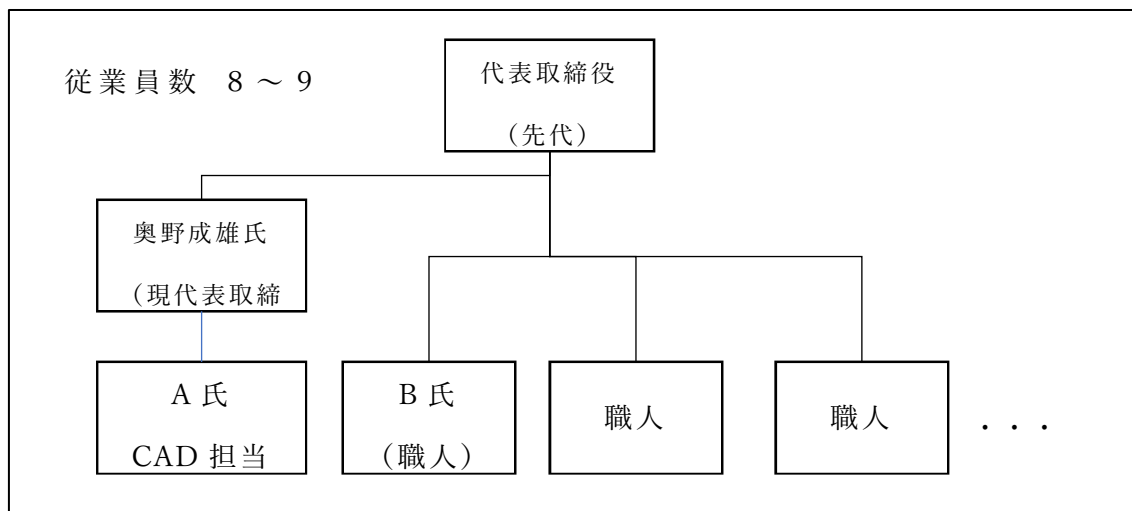 従業員数 8～9
代表取締役
（先代）
奥野成雄氏
（現代表取締
A氏
CAD担当
B氏
（職人）
職人
職人
・・・